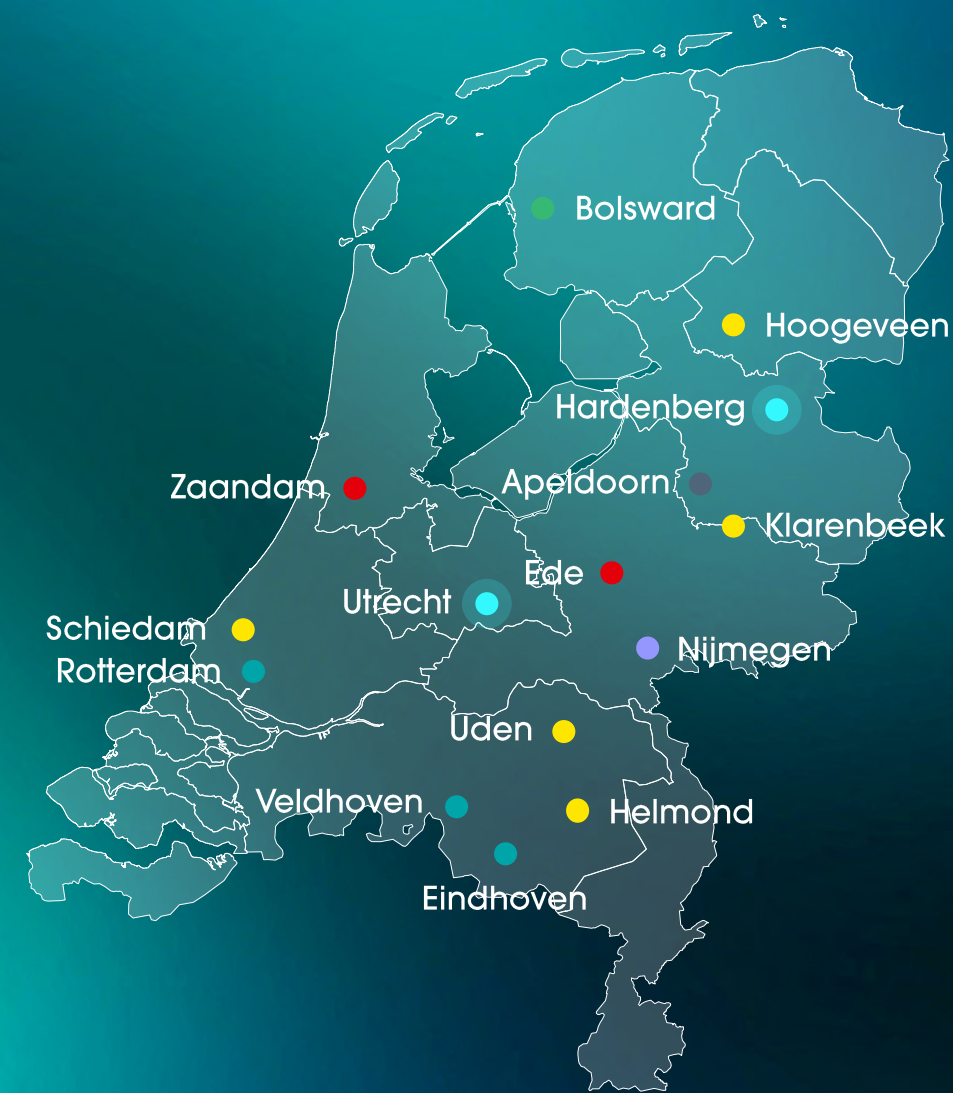 Bolsward
Hoogeveen
Hardenberg
Apeldoorn
Zaandam
Klarenbeek
Ede
Utrecht
Schiedam
Nijmegen
Rotterdam
Uden
Veldhoven
Helmond
Eindhoven